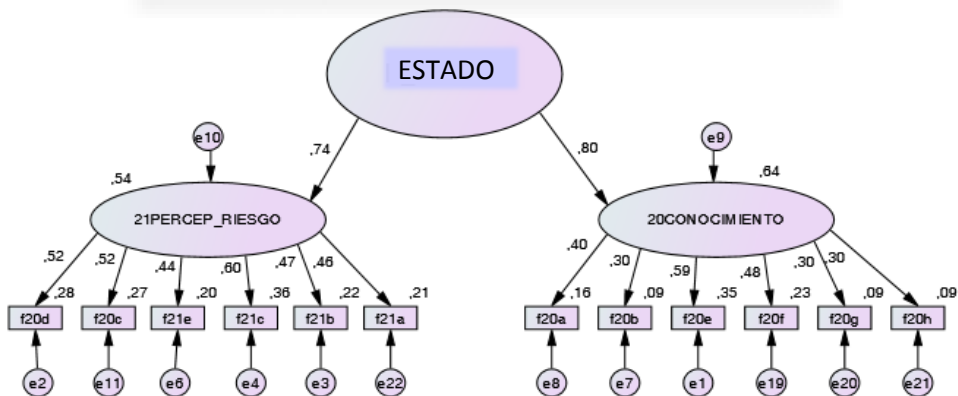 ESTADO
e10 e9
,74 ,80
,54 ,64
21PERCEP_RIESGO 20CONOCIMIENTO
,52 ,52 ,44 ,60 ,47 ,46 ,40 ,30 ,59 ,48 ,30 ,30
,28 ,27 ,20 ,36 ,22 ,21 ,16 ,09 ,35 ,23 ,09 ,09
f20d f20c f21e f21c f21b f21a f20a f20b f20e f20f f20g f20h
e2 e11 e6 e4 e3 e22 e8 e7 e1 e19 e20 e21